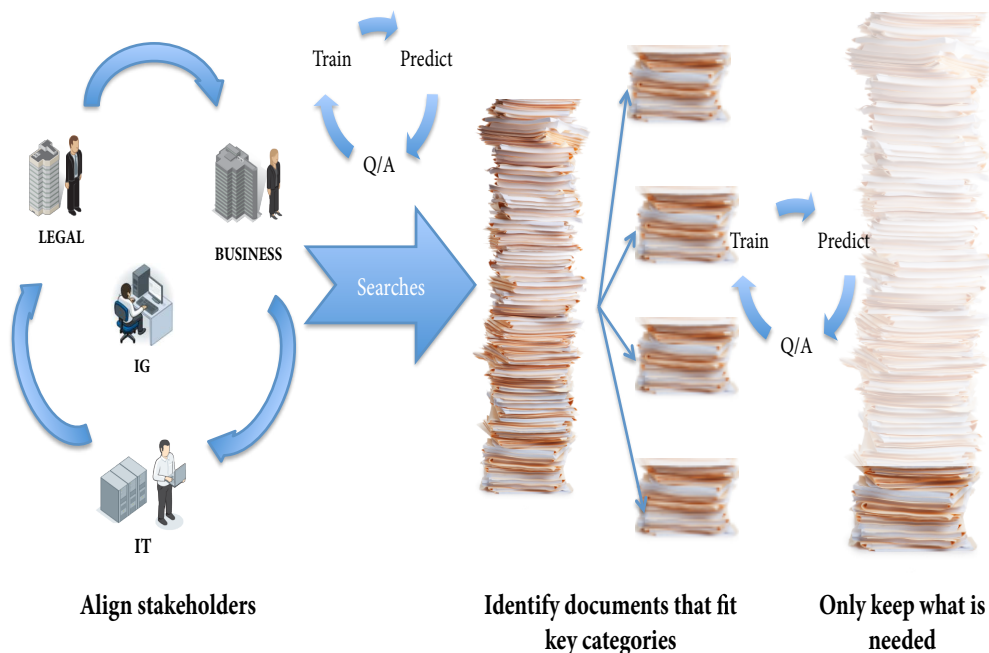 Train
Predict
Q/A
LEGAL
BUSINESS
IG
IT
Searches
Train
Predict
Q/A
Align stakeholders
Identify documents that fit
key categories
Only keep what is
needed